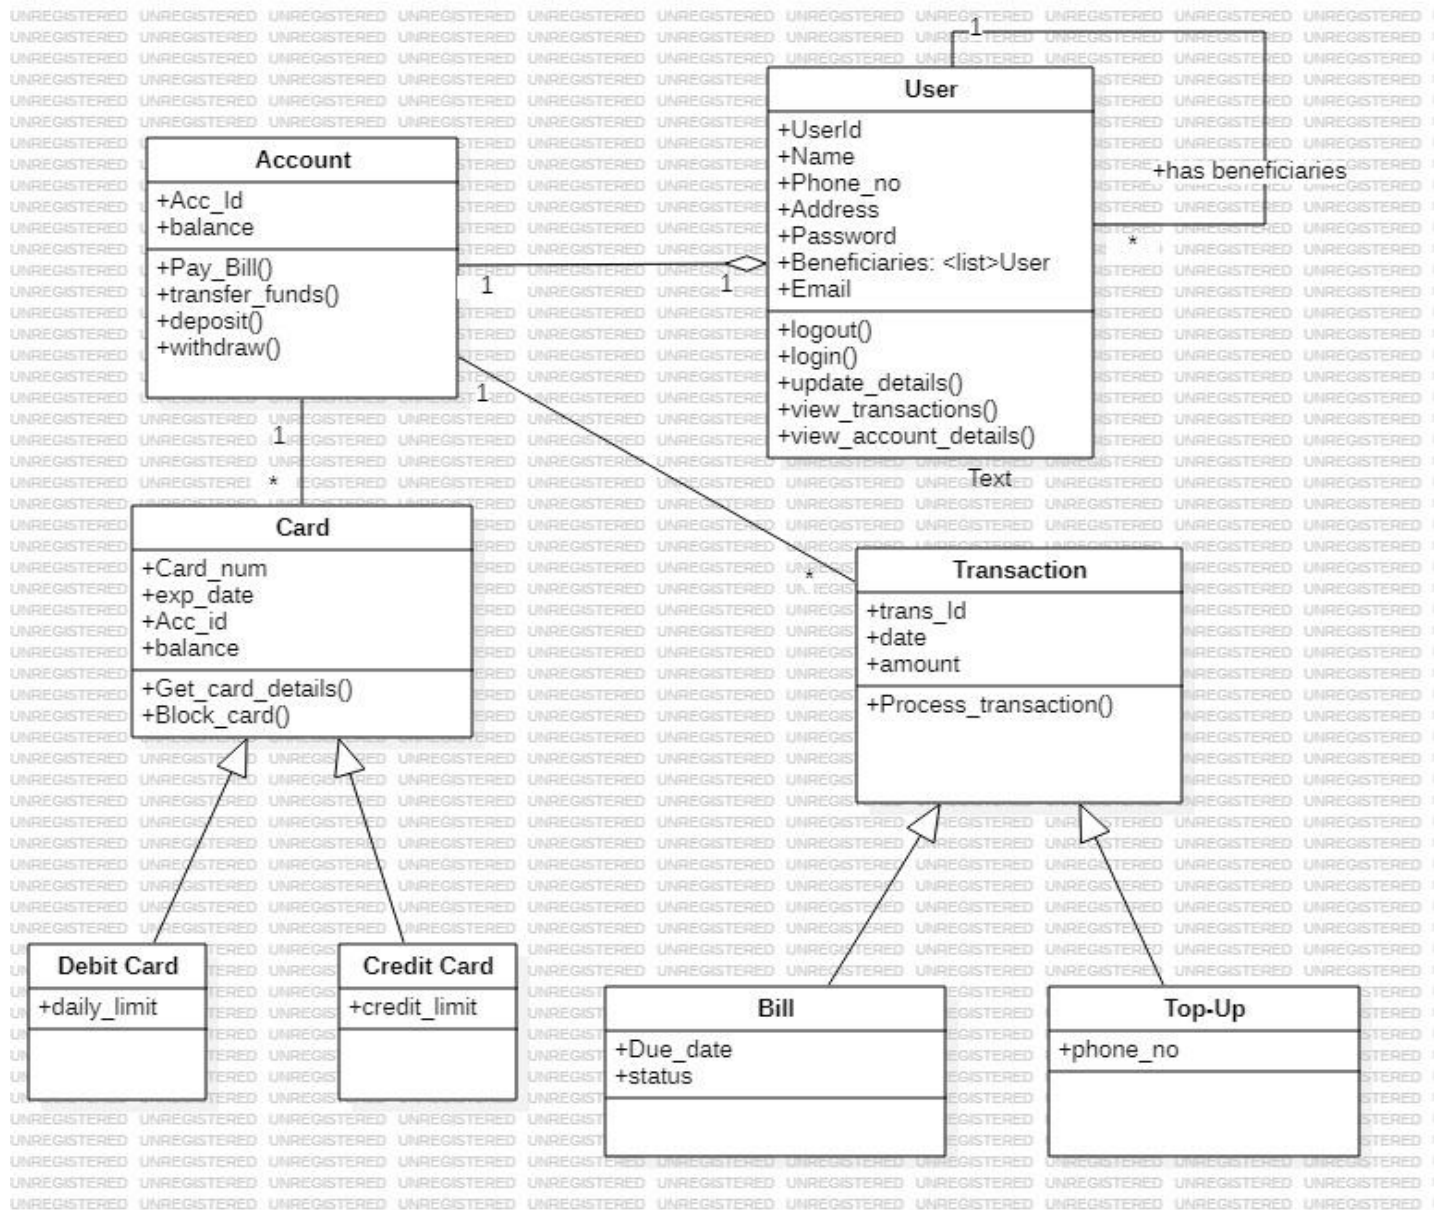 User
+UserId
+Name
+Phone_no
+Address
+Password
+Beneficiaries: <list>User
+Email
+logout()
+login()
+update_details()
+view_transactions()
+view_account_details()
1
+has beneficiaries
*
Text
Account
+Acc_Id
+balance
+Pay_Bill()
+transfer_funds()
+deposit()
+withdraw()
1
1
1
*
1
*
Card
+Card_num
+exp_date
+Acc_id
+balance
+Get_card_details()
+Block_card()
Transaction
+trans_Id
+date
+amount
+Process_transaction()
Debit Card
+daily_limit
Credit Card
+credit_limit
Bill
+Due_date
+status
Top-Up
+phone_no
UNREGISTERED